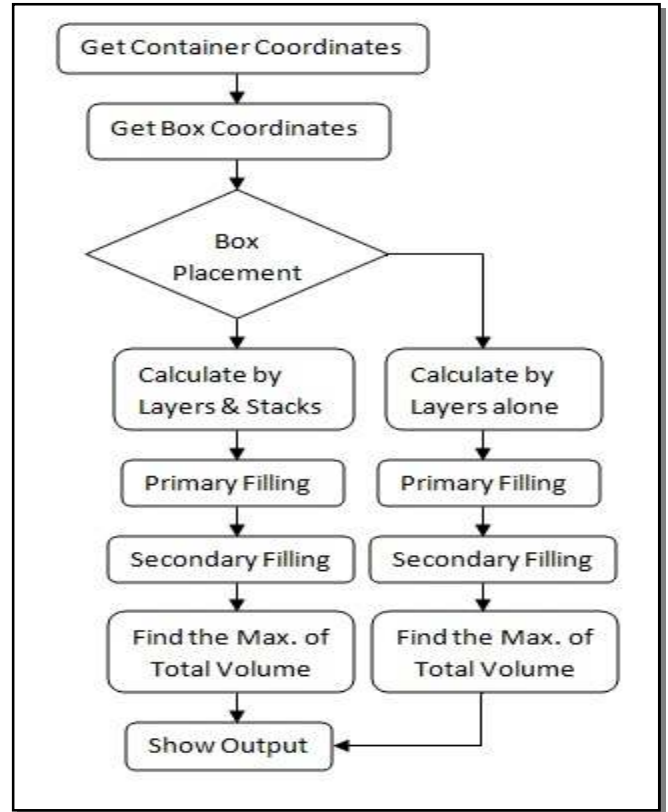 Get Container Coordinates
Get Box Coordinates
Box
Placement
Calculate by
Layers & Stacks
Primary Filling
Secondary Filling
Find the Max. of
Total Volume
Calculate by
Layers alone
Primary Filling
Secondary Filling
Find the Max. of
Total Volume
Show Output